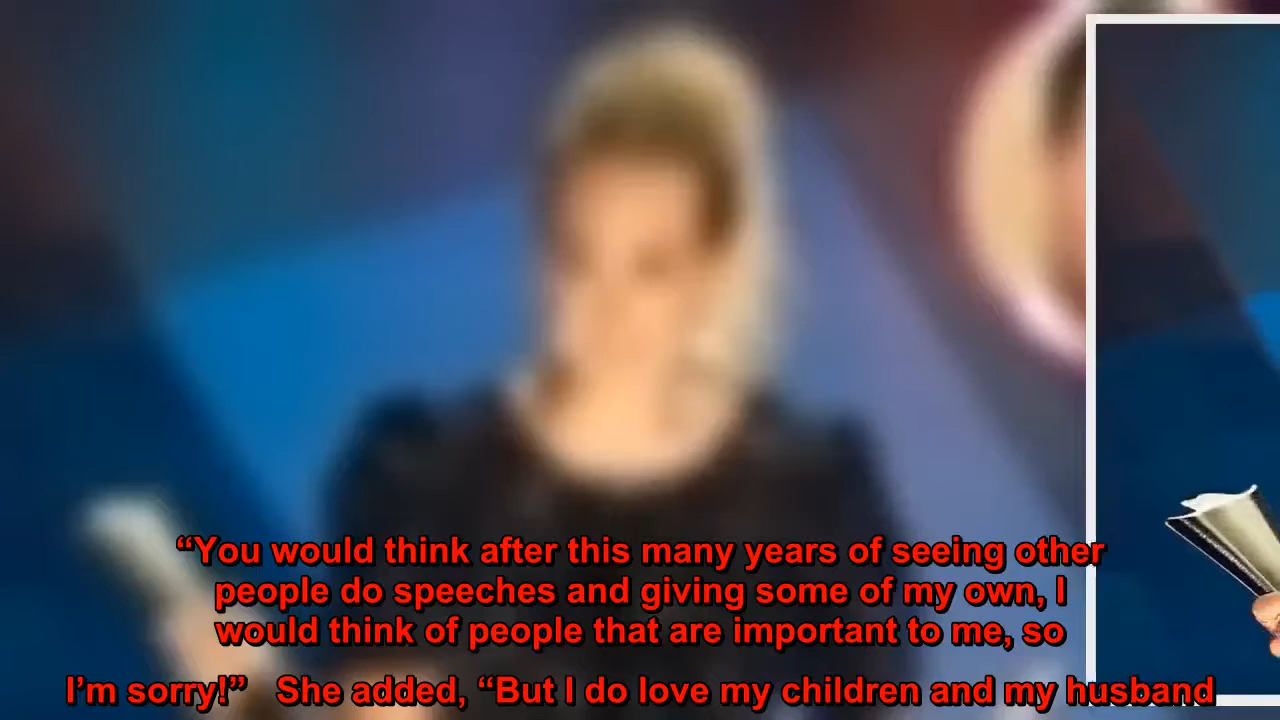 “You would think after this many years of seeing other
people do speeches and giving some of my own, I
would think of people that are important to me, so
I’m sorry!” She added, “But I do love my children and my husband